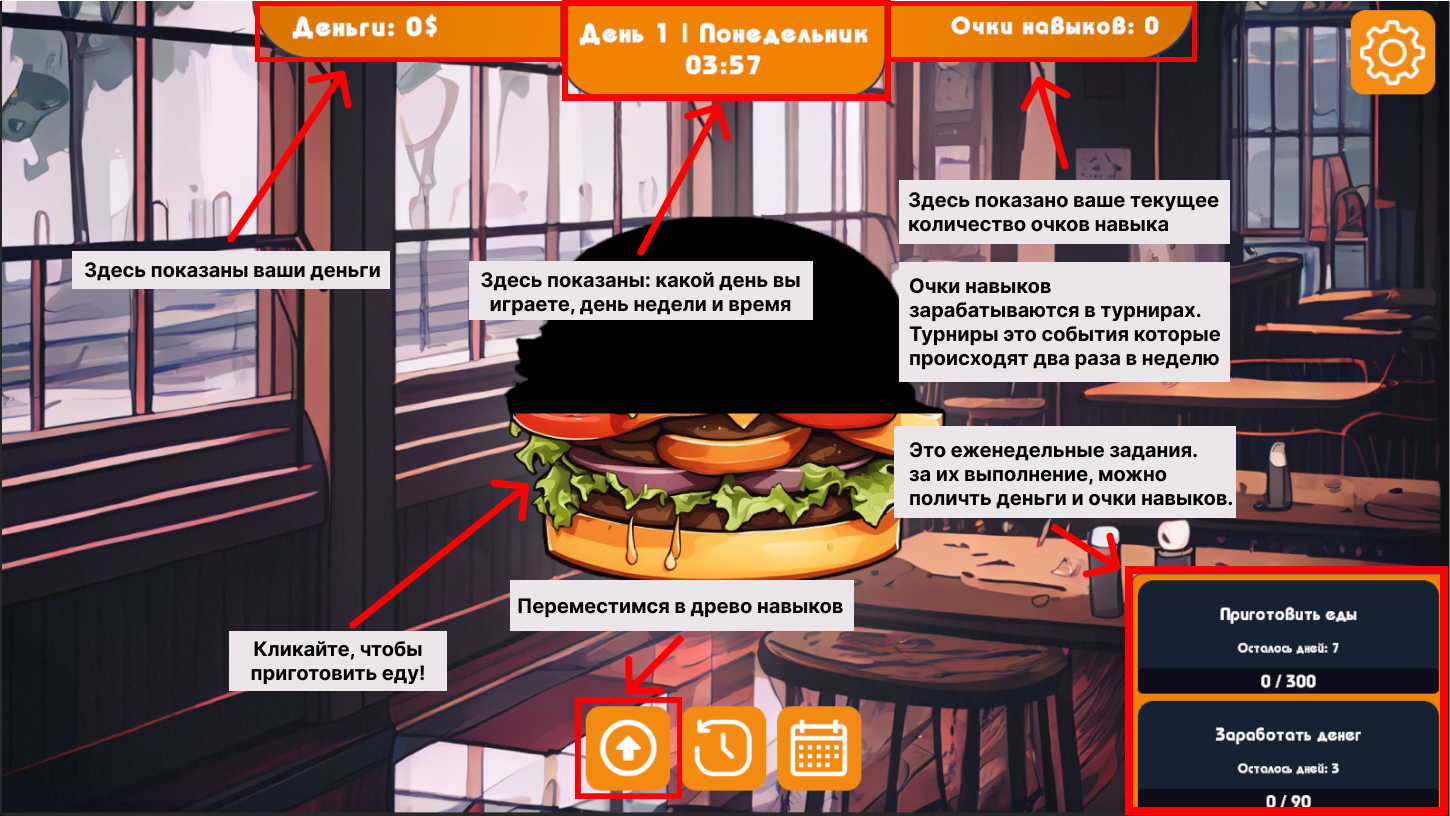 Деньги: 0$
День 1 | Понедельник
03:57
Очки навыков: 0
Здесь показаны ваши деньги
Здесь показаны: какой день вы
играете, день недели и время
Здесь показано ваше текущее
количество очков навыка
Очки навыков
зарабатываются в турнирах.
Турниры это события которые
происходят два раза в неделю
Это еженедельные задания.
за их выполнение, можно
поличть деньги и очки навыков.
Переместимся в древо навыков
Кликайте, чтобы
приготовить еду!
Приготовить еды
Осталось дней: 7
0 / 300
Заработать денег
Осталось дней: 3
0 / 90